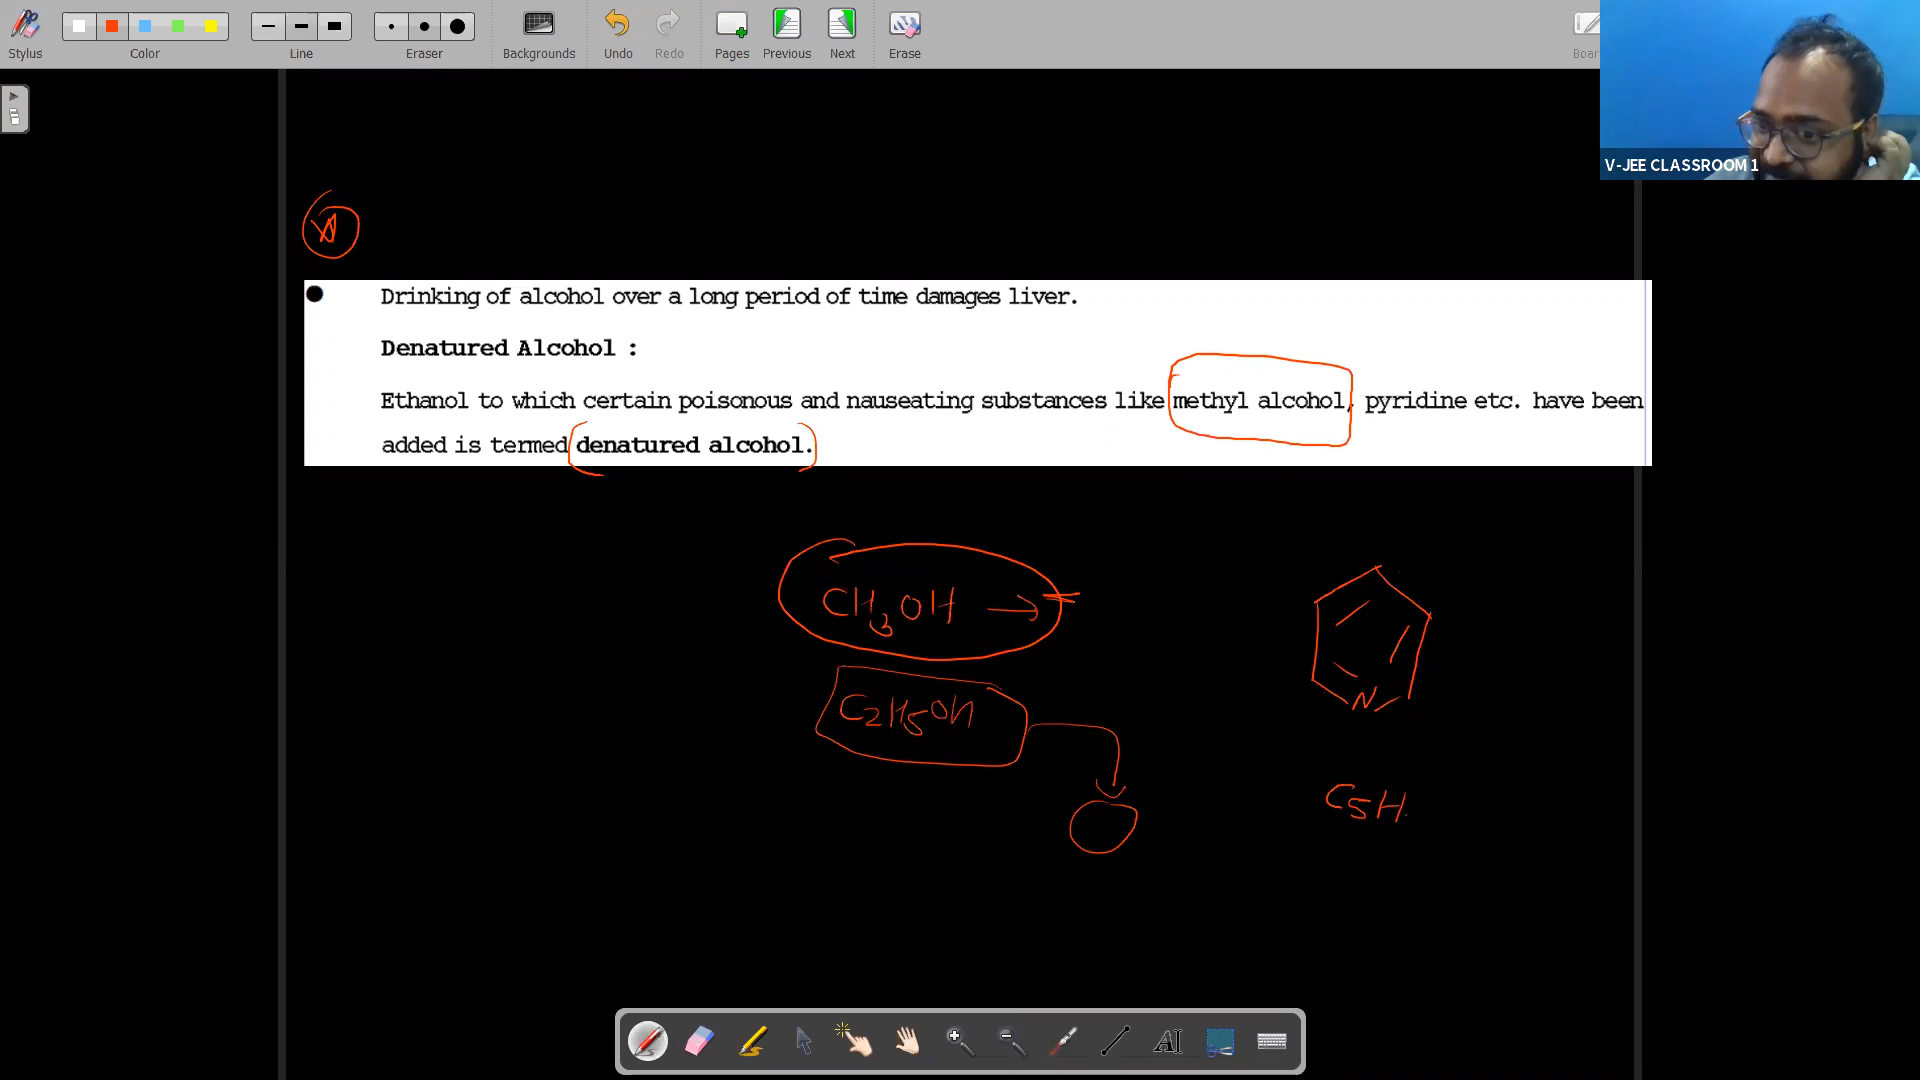 Stylus
Color
Line
Eraser
Backgrounds
Undo
Redo
Pages
Previous
Next
Erase
Boar
V-JEE CLASSROOM 1
Drinking of alcohol over a long period of time damages liver.
Denatured Alcohol :
Ethanol to which certain poisonous and nauseating substances like methyl alcohol, pyridine etc. have been
added is termed denatured alcohol.
CH3OH →
C2H5OH
N
C5H
AI